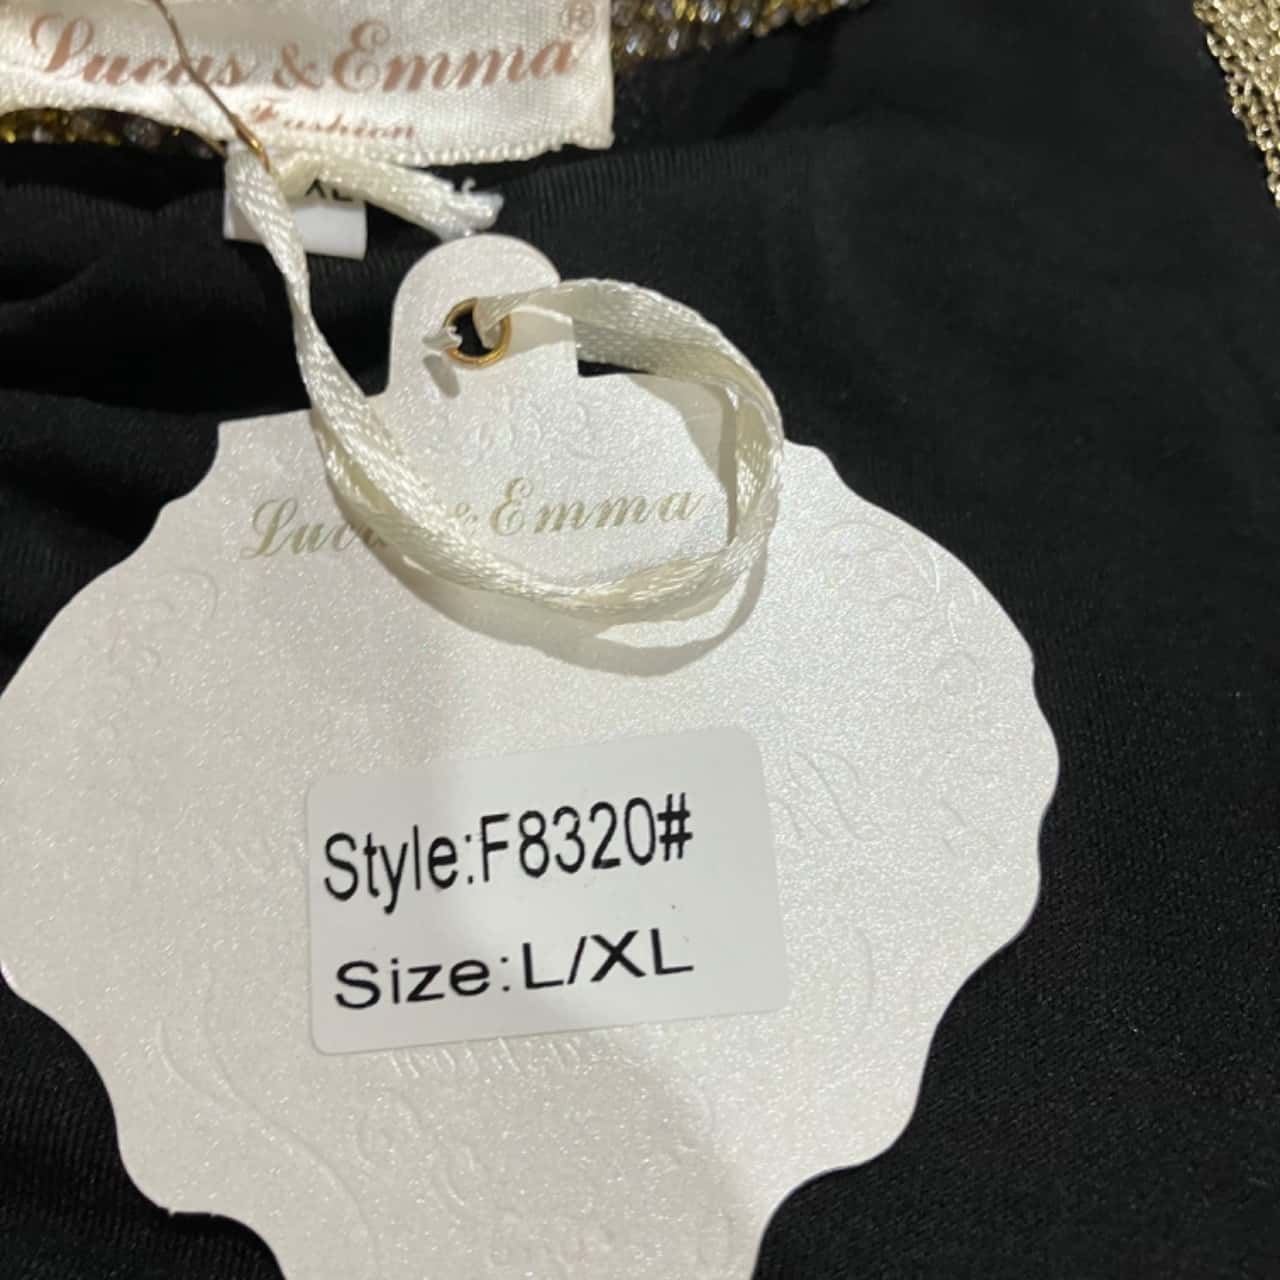 Lucas & Emma®
Fashion
XL
Lucas & Emma
Style:F8320#
Size:L/XL